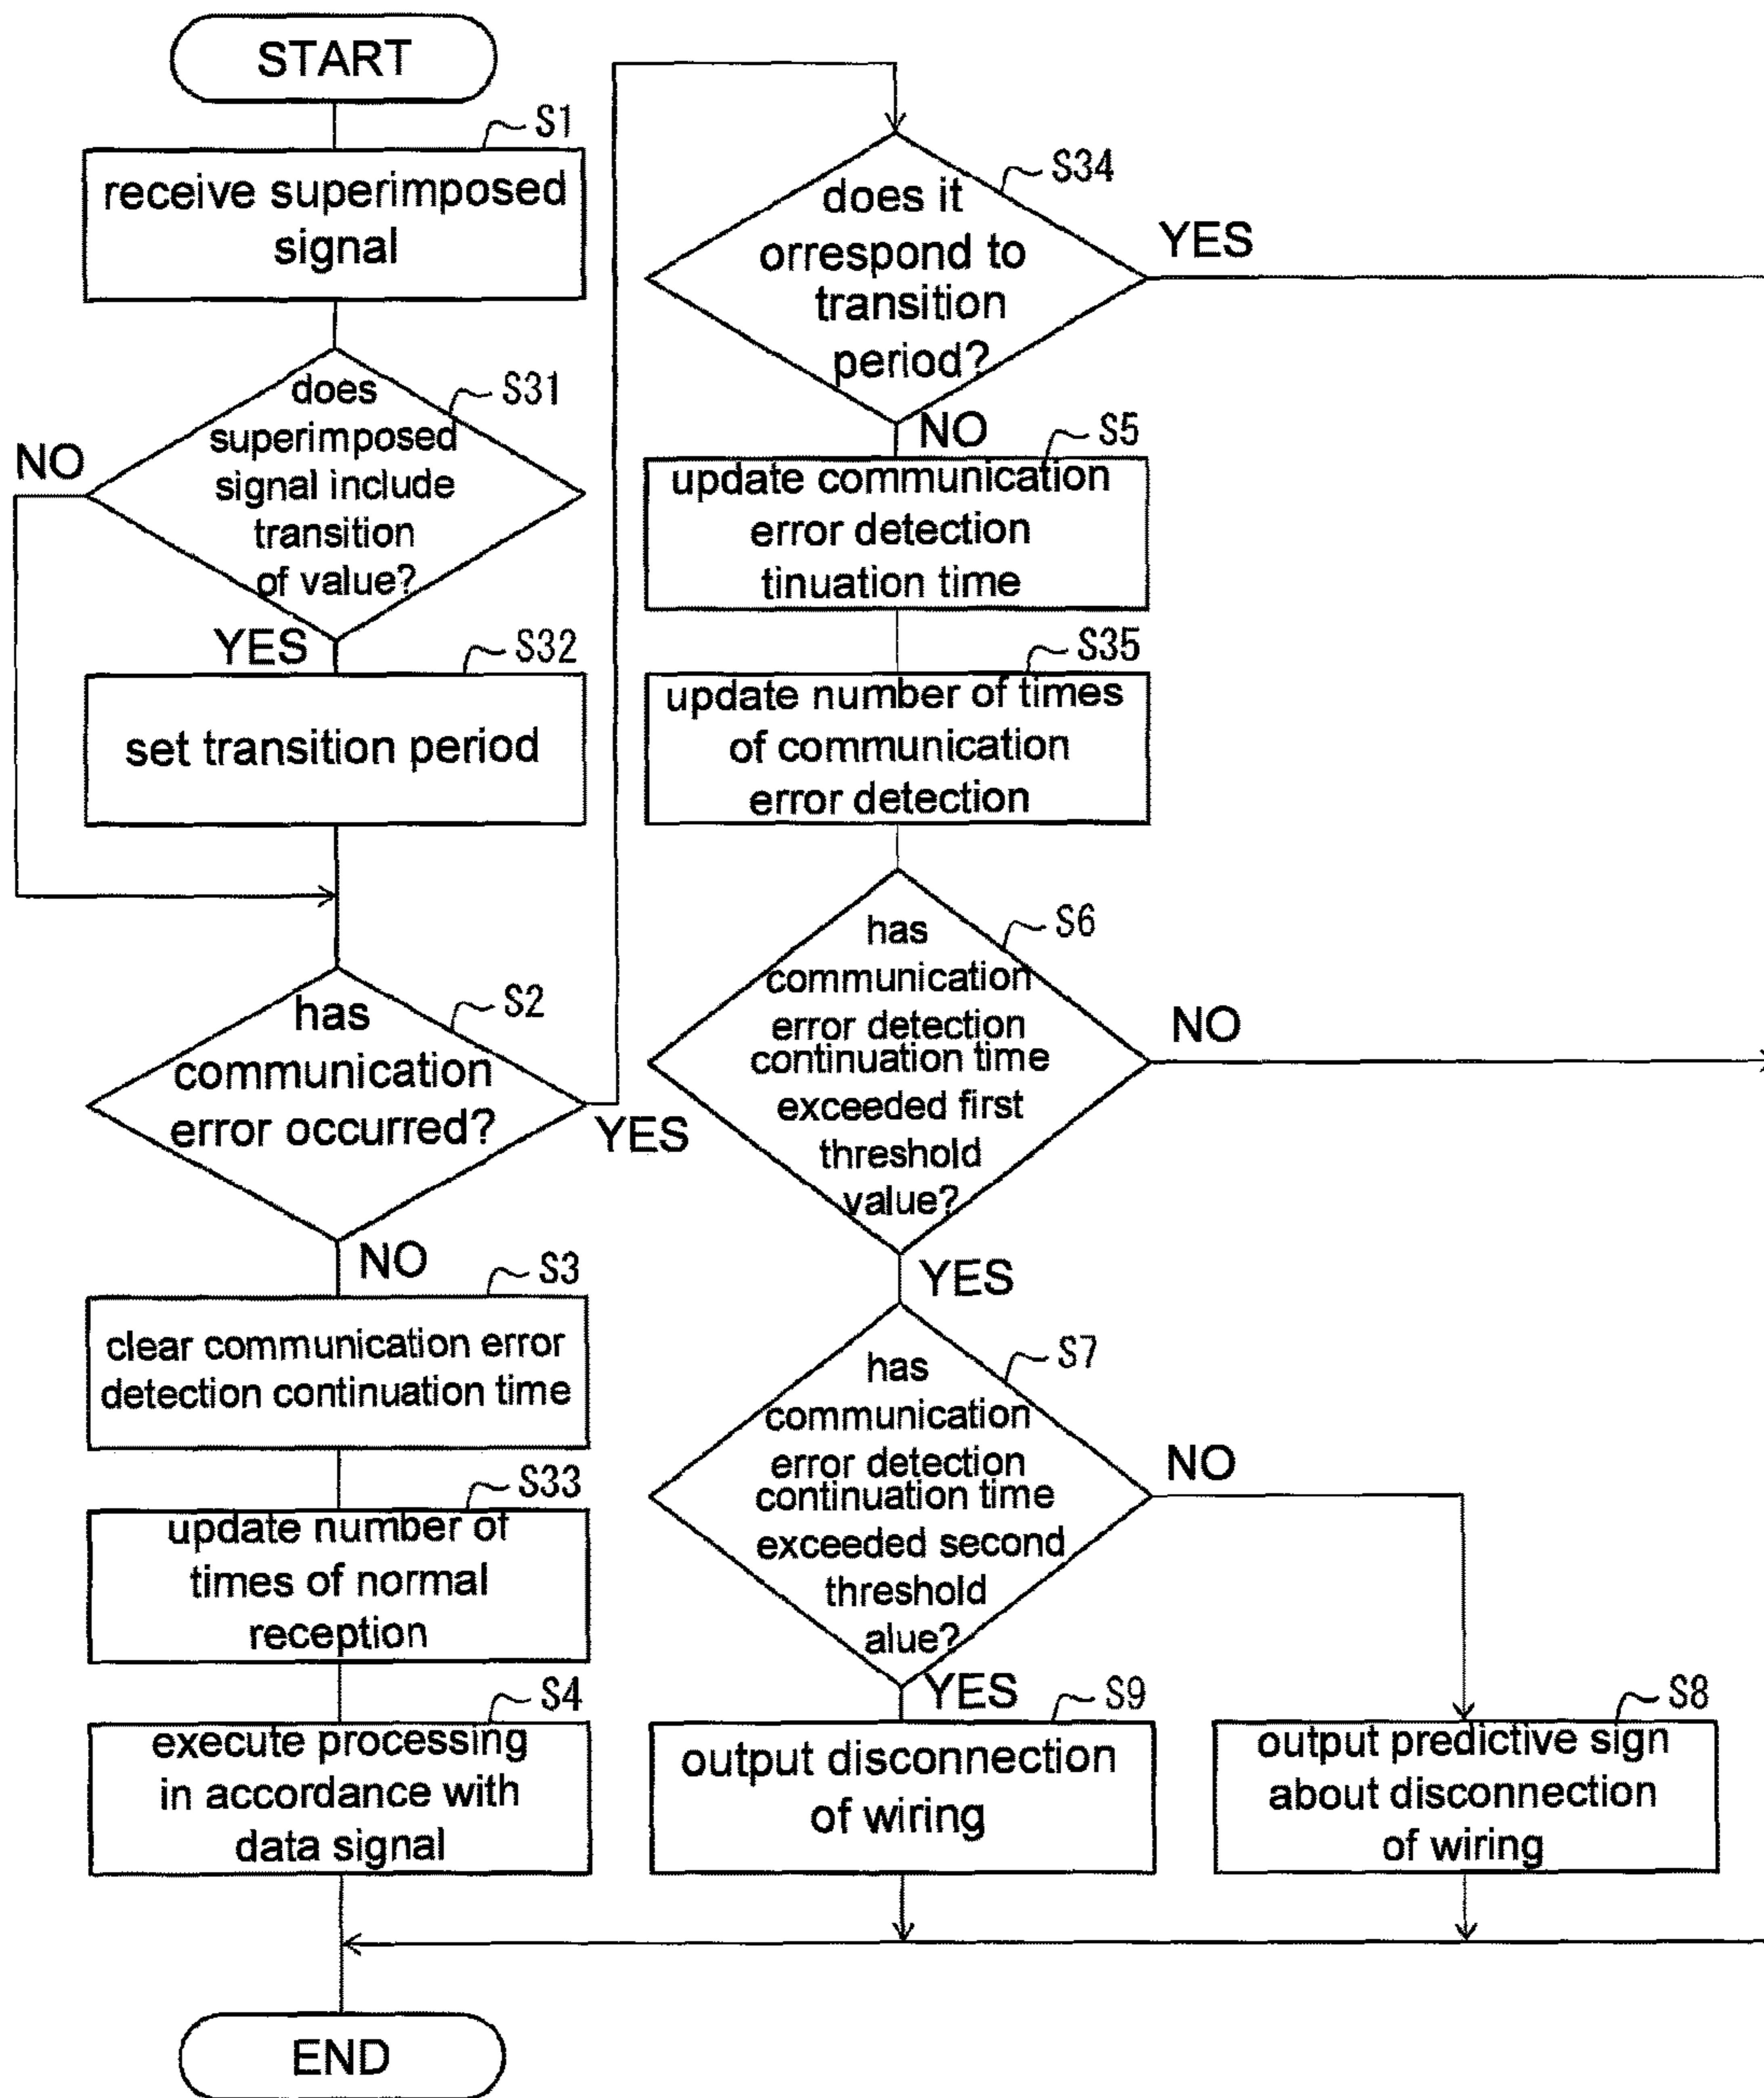 START
S1
receive superimposed
signal
S31
does
superimposed
signal include
transition
of value?
NO
YES
S32
set transition period
S2
has
communication
error occurred?
YES
NO
S3
clear communication error
detection continuation time
S33
update number of
times of normal
reception
S4
execute processing
in accordance with
data signal
END
S34
does it
orrespond to
transition
period?
YES
NO
S5
update communication
error detection
tinuation time
S35
update number of times
of communication
error detection
S6
has
communication
error detection
continuation time
exceeded first
threshold
value?
NO
YES
S7
has
communication
error detection
continuation time
exceeded second
threshold
alue?
NO
YES
S9
output disconnection
of wiring
S8
output predictive sign
about disconnection
of wiring